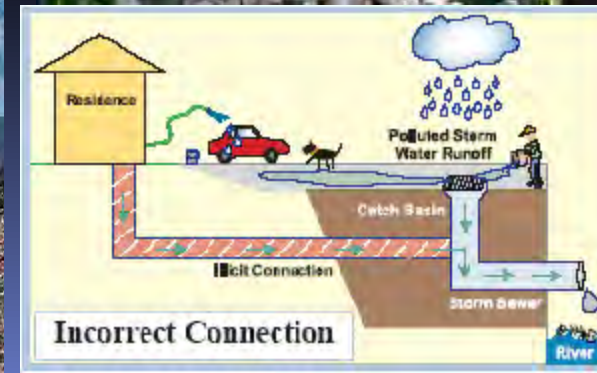 Residence
Polluted Storm
Water Runoff
Catch Basin
Illicit Connection
Storm Sewer
Incorrect Connection
River